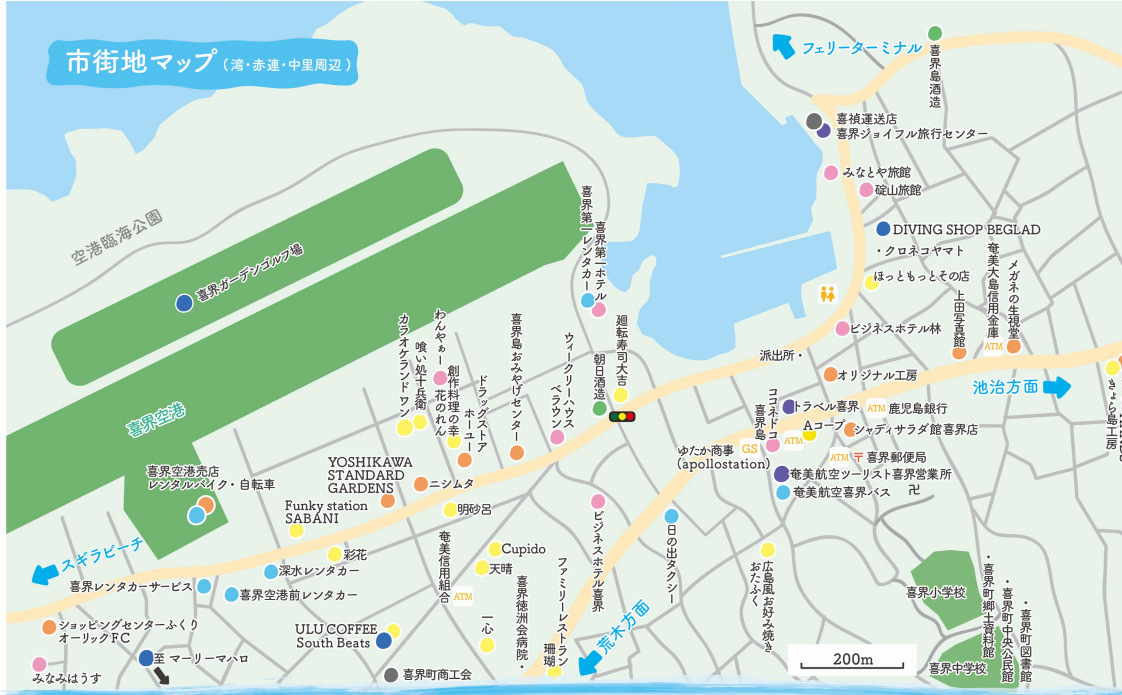 市街地マップ（湾・赤連・中里周辺）
フェリーターミナル
喜界島酒造
喜禎運送店
喜界ジョイフル旅行センター
みなとや旅館
碇山旅館
DIVING SHOP BEGLAD
・クロネコヤマト
ほっともっとその店
奄美大島信用金庫
ATM
メガネの生視堂
上田写真館
ビジネスホテル林
派出所・
オリジナル工房
池治方面
きょら島工房
空港臨海公園
喜界ガーデンゴルフ場
喜界第一レンタカー
喜界第一ホテル
廻転寿司大吉
朝日酒造
ウィークリーハウス
ベラウン
喜界島おみやげセンター
ドラッグストア
ホーユー
創作料理の幸
花のれん
わんやぁー
喰い処十兵衛
カラオケランド ワン
喜界空港
喜界空港売店
レンタルバイク・自転車
YOSHIKAWA
STANDARD
GARDENS
ニシムタ
Funky station
SABANI
明砂呂
彩花
スギラビーチ
喜界レンタカーサービス
深水レンタカー
喜界空港前レンタカー
奄美信用組合
ATM
Cupido
天晴
一心
喜界徳洲会病院・
ファミリーレストラン
珊瑚
ビジネスホテル喜界
荒木方面
日の出タクシー
広島風お好み焼き
おたふく
ココネドコ
喜界島
トラベル喜界
ATM
鹿児島銀行
Aコープ
ATM
シャディサラダ館喜界店
ゆたか商事
（apollostation）
GS
ATM
〒喜界郵便局
奄美航空ツーリスト喜界営業所
奄美航空喜界バス
卍
喜界小学校
喜界中学校
・喜界町郷土資料館
・喜界町中央公民館
・喜界町図書館
ショッピングセンターふくり
オーリックFC
みなみはうす
至 マーリーマハロ
ULU COFFEE
South Beats
喜界町商工会
200m